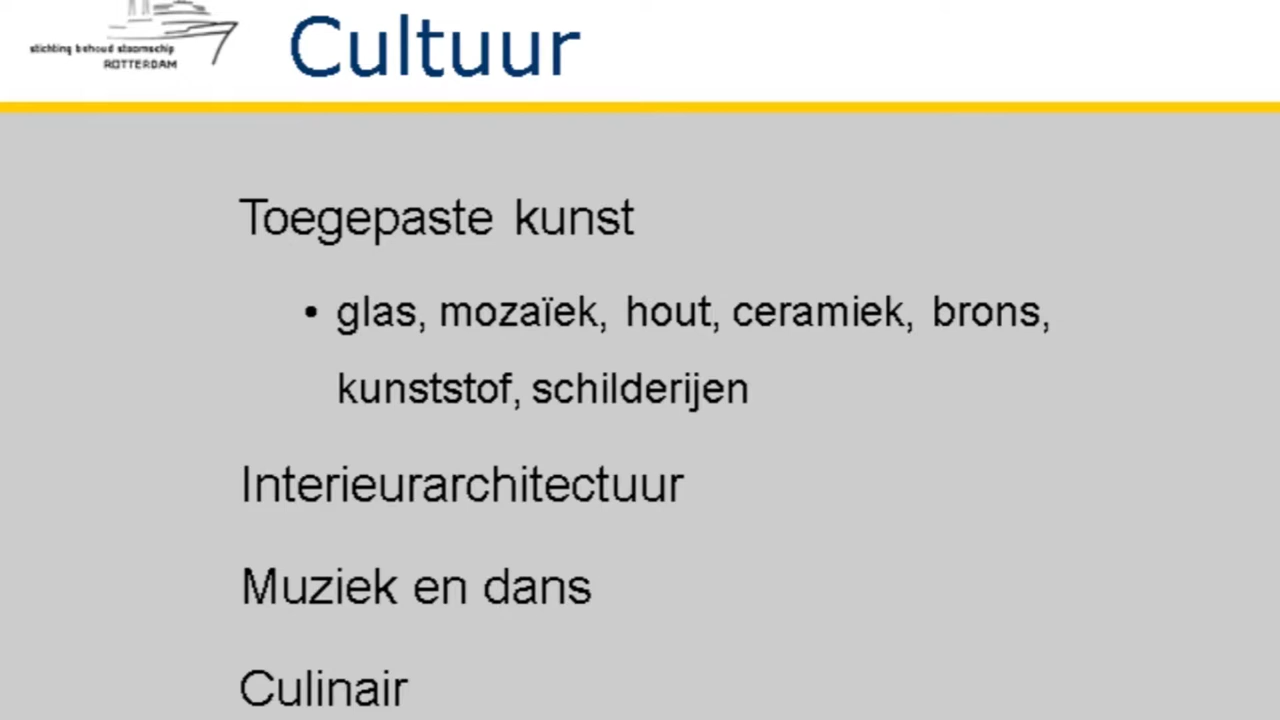 stichting behoud stoomschip
ROTTERDAM
Cultuur
Toegepaste kunst
• glas, mozaïek, hout, ceramiek, brons,
kunststof, schilderijen
Interieurarchitectuur
Muziek en dans
Culinair